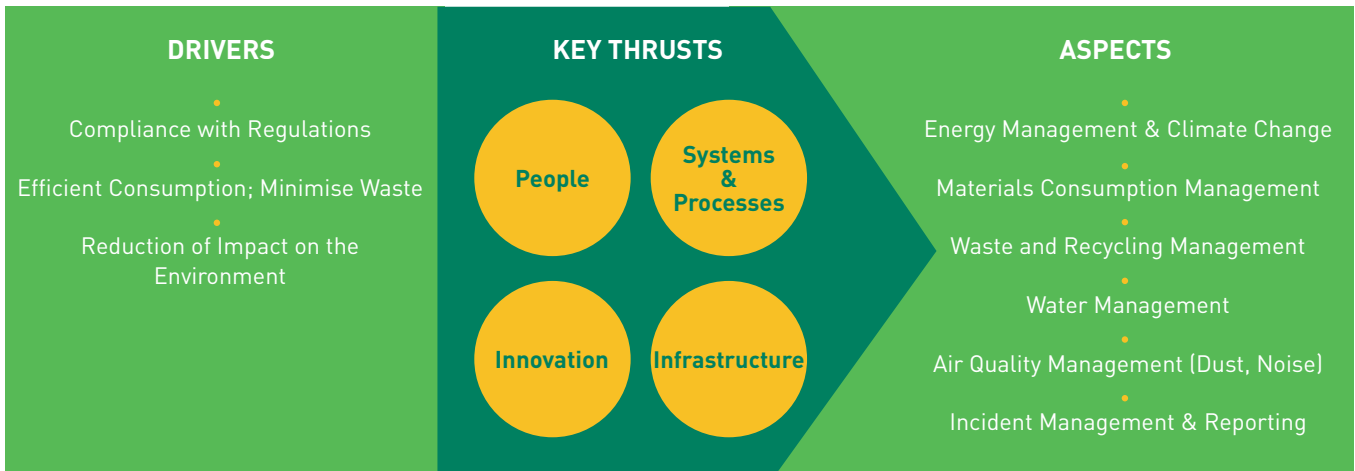 DRIVERS
Compliance with Regulations
Efficient Consumption; Minimise Waste
Reduction of Impact on the
Environment
KEY THRUSTS
People
Systems
&
Processes
Innovation
Infrastructure
ASPECTS
Energy Management & Climate Change
Materials Consumption Management
Waste and Recycling Management
Water Management
Air Quality Management (Dust, Noise)
Incident Management & Reporting